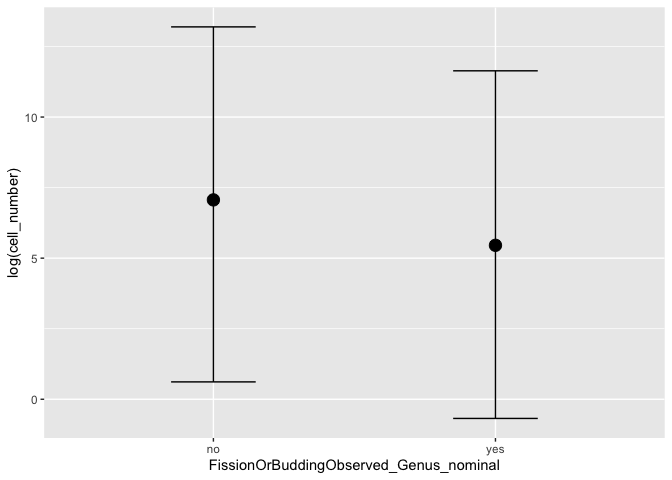 log(cell_number)
10
5
0
no yes
FissionOrBuddingObserved_Genus_nominal